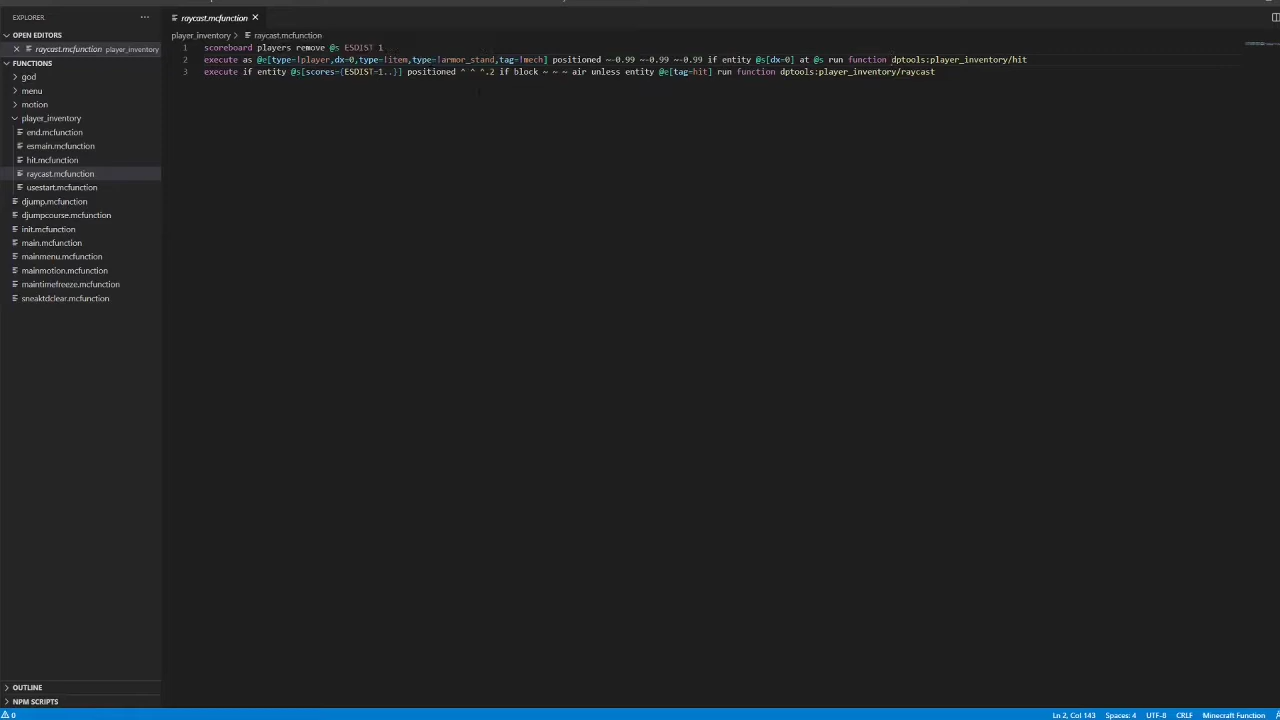 EXPLORER
OPEN EDITORS
raycast.mcfunction player_inventory
FUNCTIONS
god
menu
motion
player_inventory
end.mcfunction
esmain.mcfunction
hit.mcfunction
raycast.mcfunction
usestart.mcfunction
djump.mcfunction
djumpcourse.mcfunction
init.mcfunction
main.mcfunction
mainmenu.mcfunction
mainmotion.mcfunction
maintimefreeze.mcfunction
sneaktdclear.mcfunction
OUTLINE
NPM SCRIPTS
raycast.mcfunction
player_inventory > raycast.mcfunction
1 scoreboard players remove @s ESDIST 1
2 execute as @e[type=!player,dx=0,type=!item,type=!armor_stand,tag=!mech] positioned ~-0.99 ~-0.99 ~-0.99 if entity @s[dx=0] at @s run function dptools:player_inventory/hit
3 execute if entity @s[scores={ESDIST=1..}] positioned ^ ^ ^.2 if block ~ ~ ~ air unless entity @e[tag=hit] run function dptools:player_inventory/raycast
0
Ln 2, Col 143 Spaces: 4 UTF-8 CRLF Minecraft Function